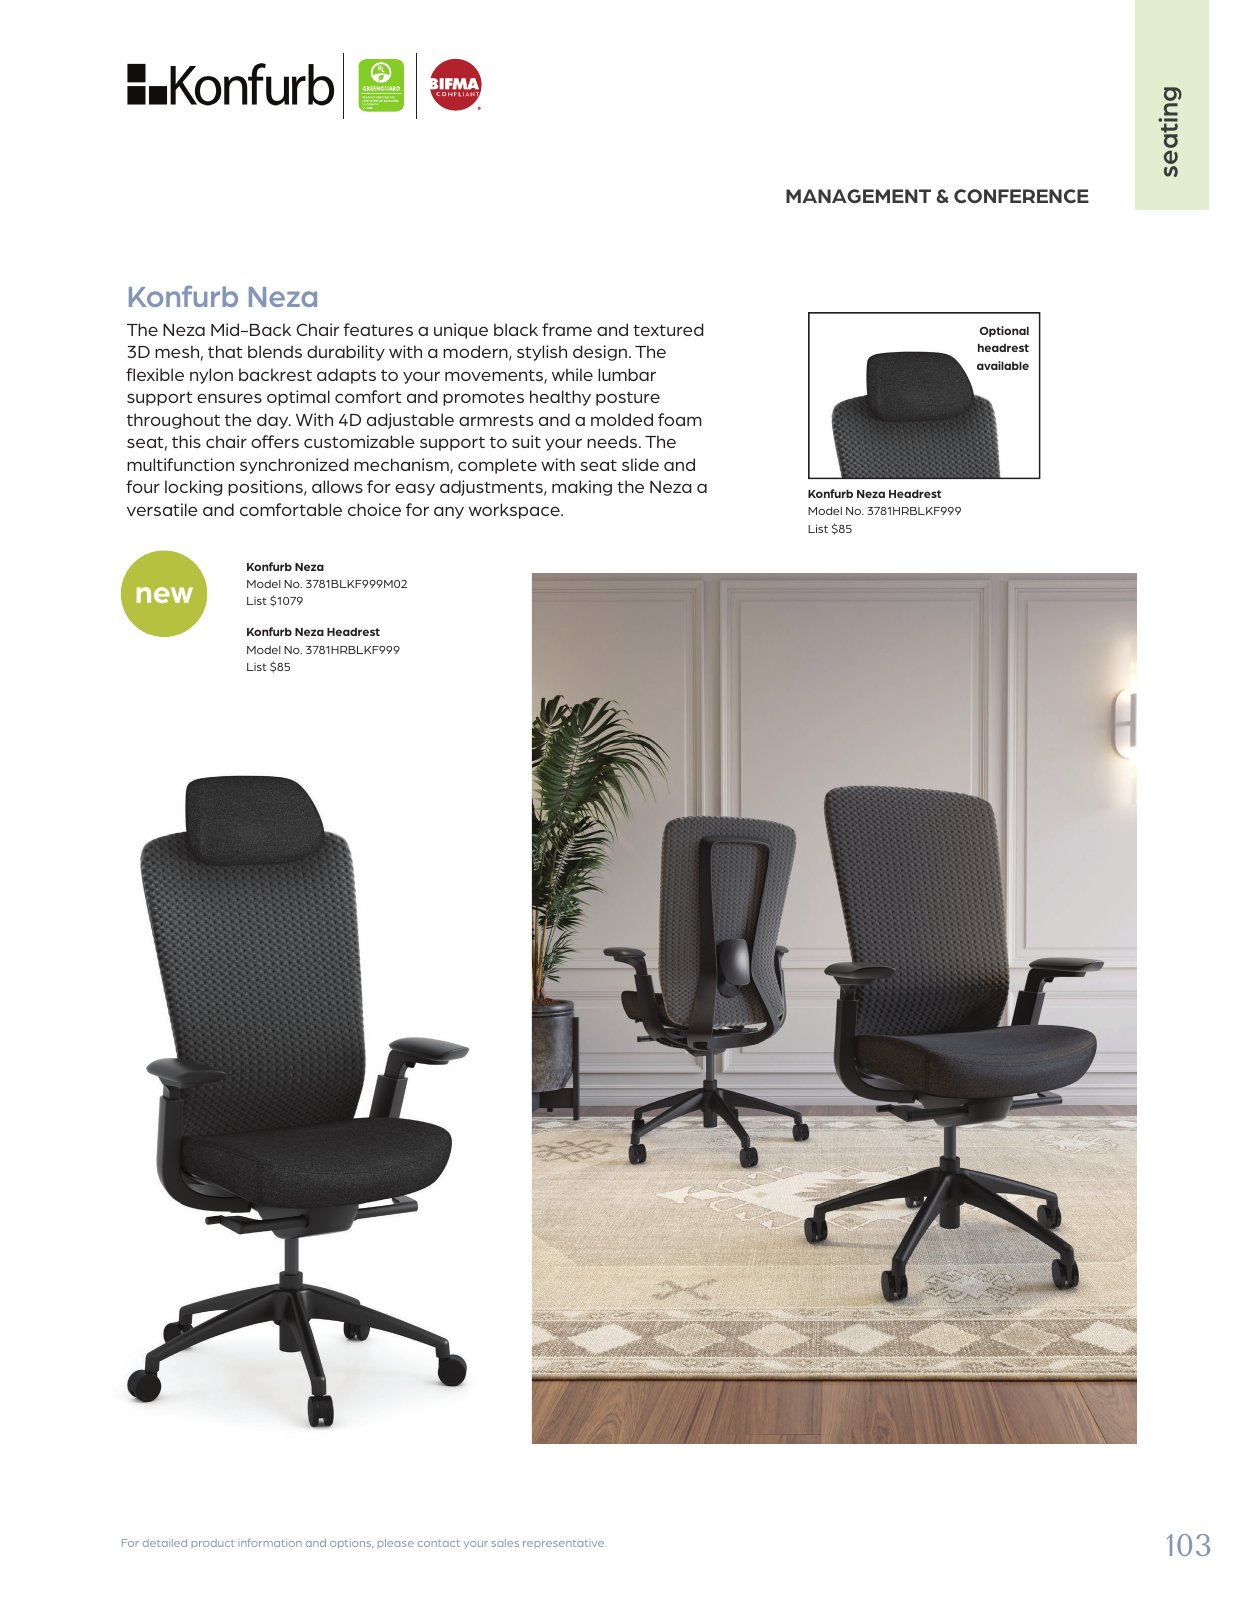 Konfurb
UL
GREENGUARD
BIFMA
COMPLIANT
seating
MANAGEMENT & CONFERENCE
Konfurb Neza
The Neza Mid-Back Chair features a unique black frame and textured
3D mesh, that blends durability with a modern, stylish design. The
flexible nylon backrest adapts to your movements, while lumbar
support ensures optimal comfort and promotes healthy posture
throughout the day. With 4D adjustable armrests and a molded foam
seat, this chair offers customizable support to suit your needs. The
multifunction synchronized mechanism, complete with seat slide and
four locking positions, allows for easy adjustments, making the Neza a
versatile and comfortable choice for any workspace.
Optional
headrest
available
Konfurb Neza Headrest
Model No. 3781HRBLKF999
List $85
new
Konfurb Neza
Model No. 3781BLKF999M02
List $1079
Konfurb Neza Headrest
Model No. 3781HRBLKF999
List $85
For detailed product information and options, please contact your sales representative.
103